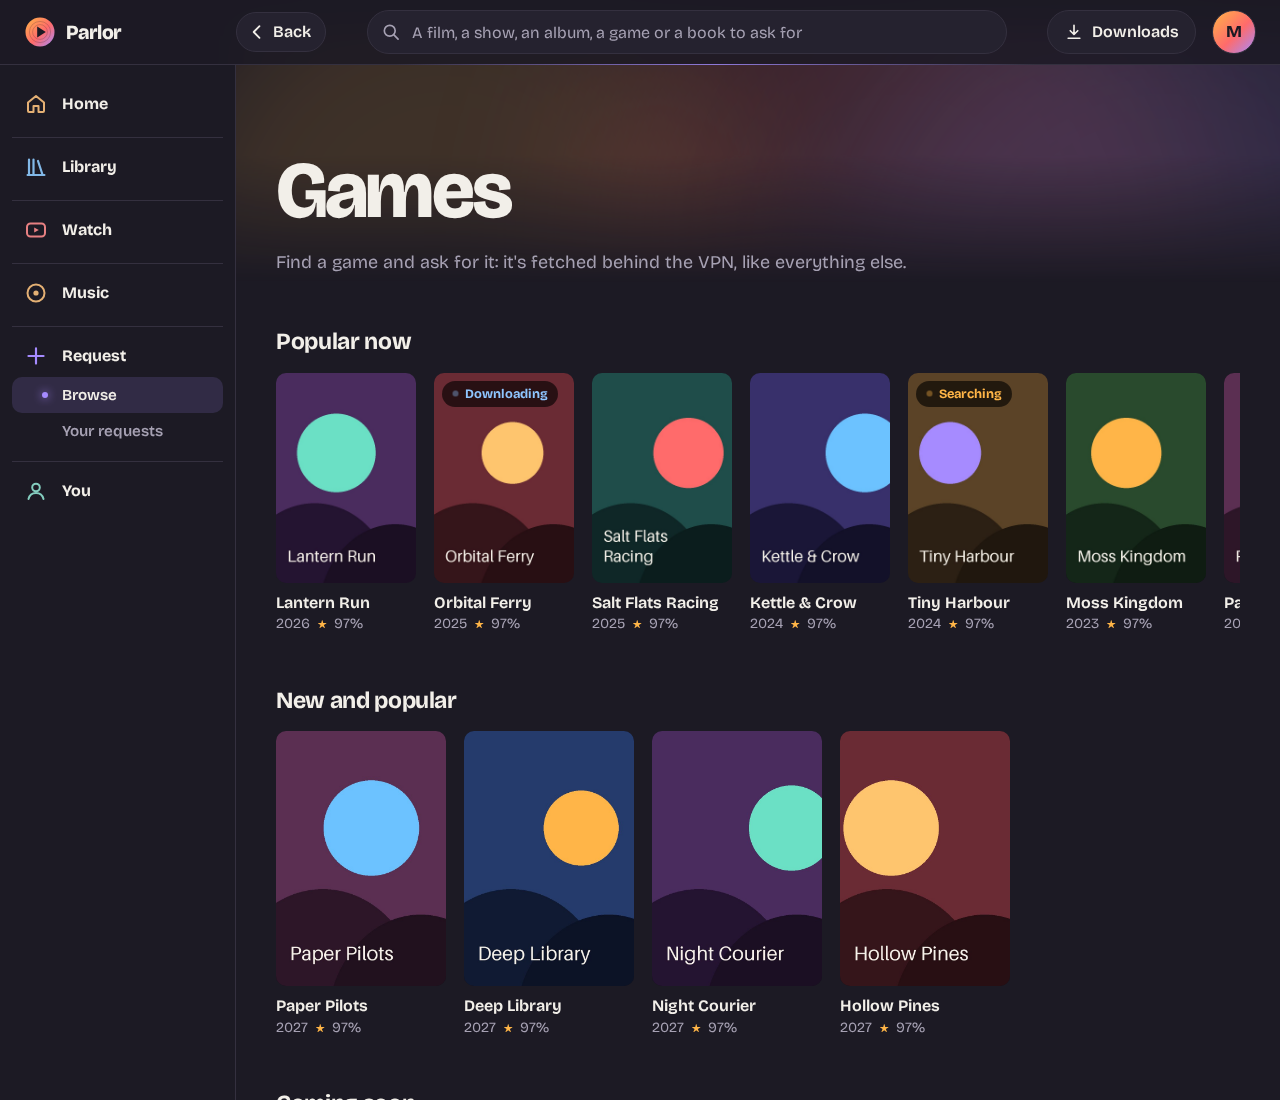 Parlor
Back
A film, a show, an album, a game or a book to ask for
Downloads
M
Home
Library
Watch
Music
Request
Browse
Your requests
You
Games
Find a game and ask for it: it's fetched behind the VPN, like everything else.
Popular now
Downloading
Searching
Lantern Run
Orbital Ferry
Salt Flats
Racing
Kettle & Crow
Tiny Harbour
Moss Kingdom
Lantern Run
2026 ★ 97%
Orbital Ferry
2025 ★ 97%
Salt Flats Racing
2025 ★ 97%
Kettle & Crow
2024 ★ 97%
Tiny Harbour
2024 ★ 97%
Moss Kingdom
2023 ★ 97%
Pa
20
New and popular
Paper Pilots
Deep Library
Night Courier
Hollow Pines
Paper Pilots
2027 ★ 97%
Deep Library
2027 ★ 97%
Night Courier
2027 ★ 97%
Hollow Pines
2027 ★ 97%
Coming soon